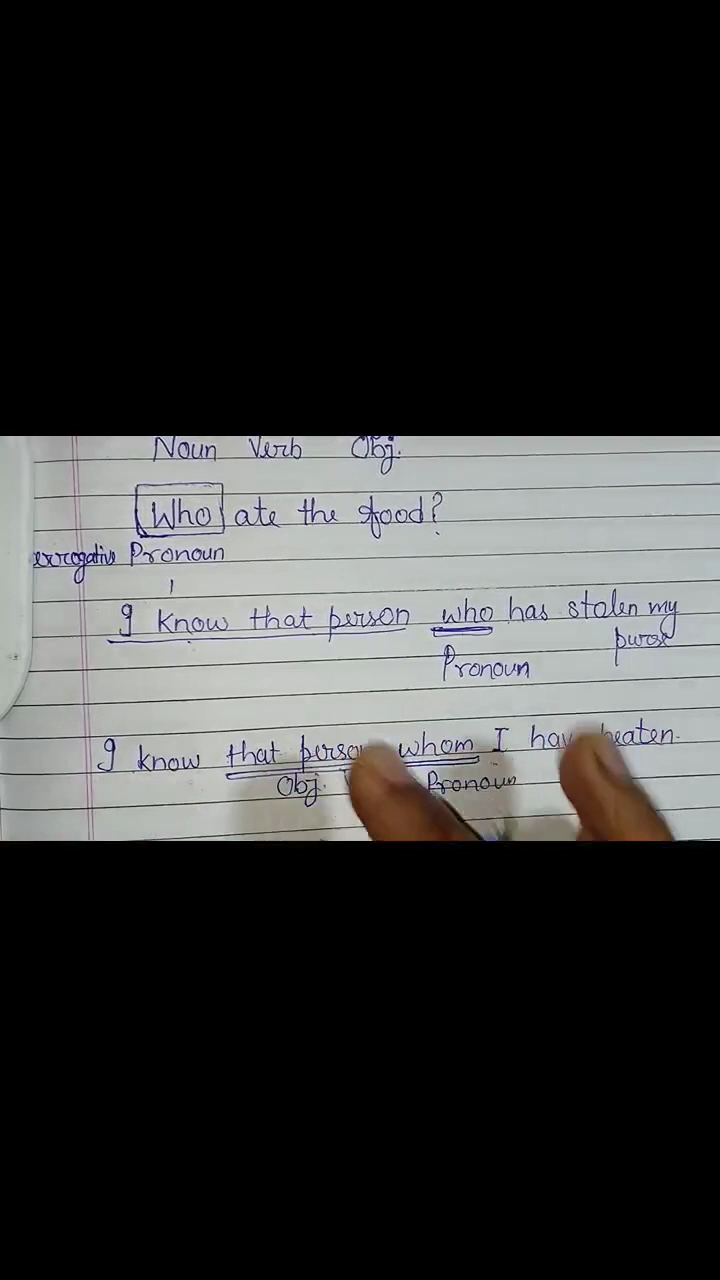 Noun Verb Obj.
Who ate the food?
errogative Pronoun
I know that person who has stolen my
purse
Pronoun
I know that person whom I have beaten.
Obj. Pronoun